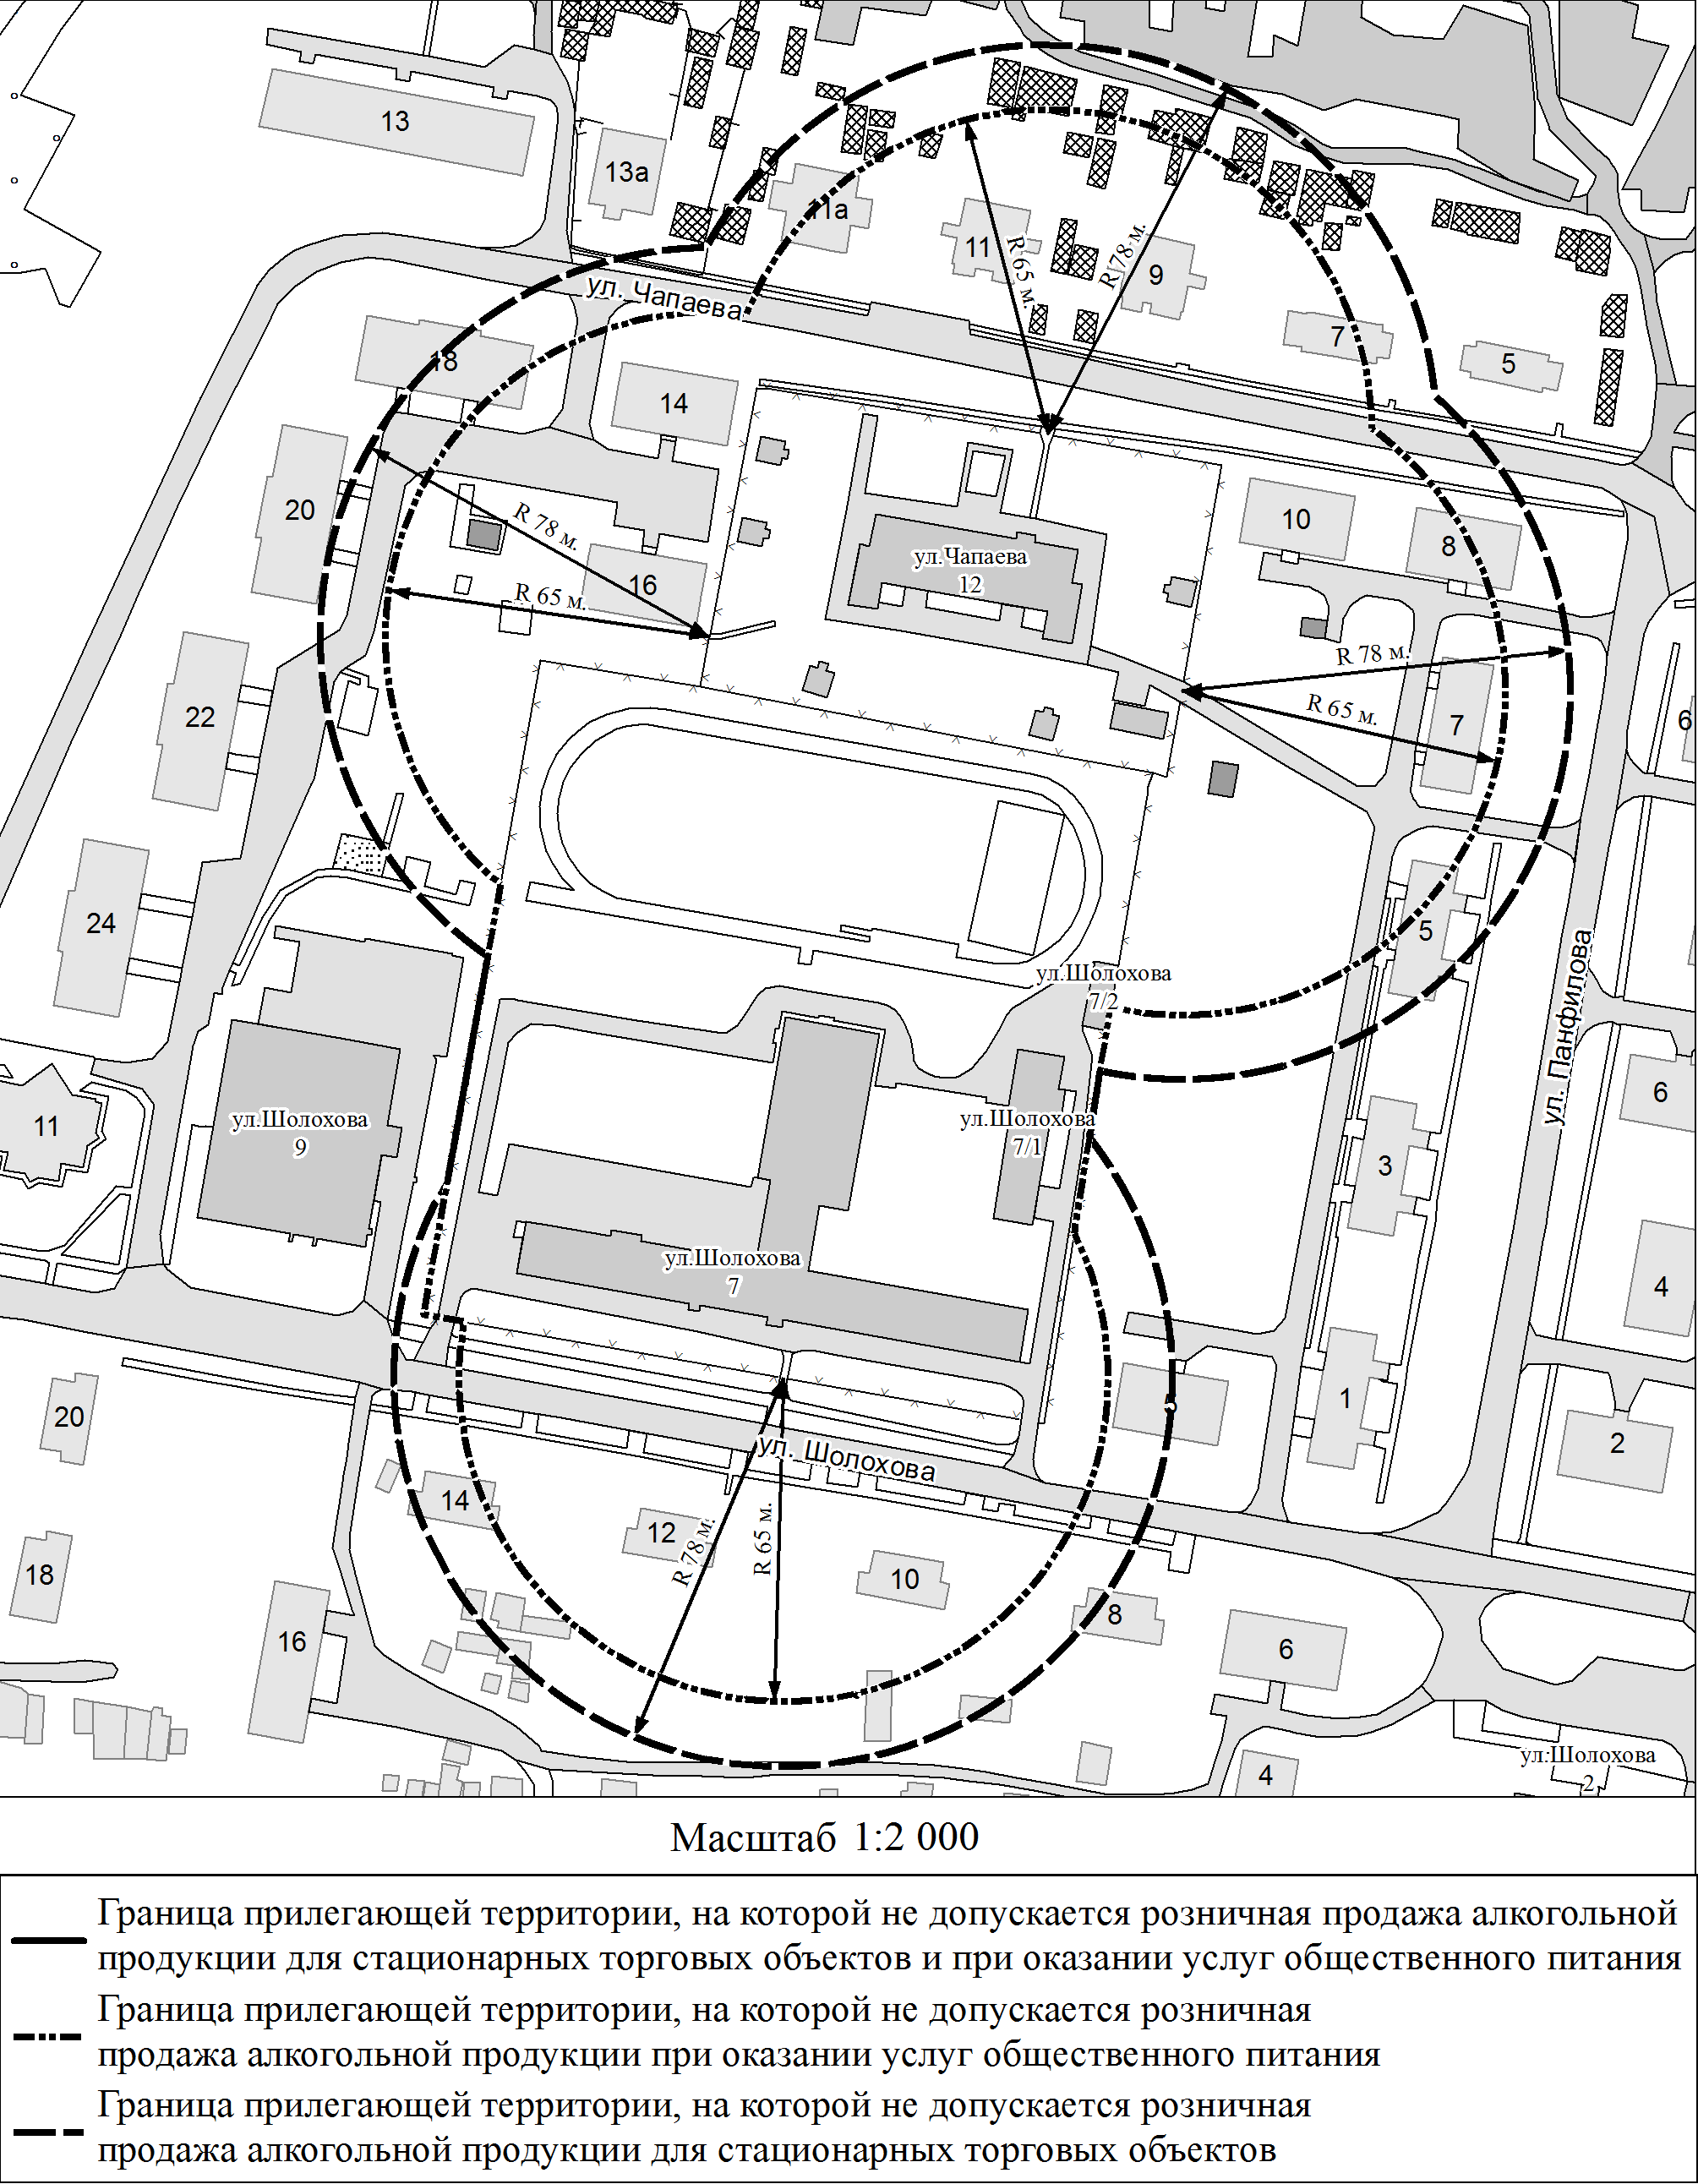 13
13а
11а
11
9
7
5
ул. Чапаева
R 65 м.
R 78 м.
18
14
20
R 78 м.
R 65 м.
16
ул.Чапаева
12
10
8
R 78 м.
R 65 м.
7
6
22
24
5
ул.Шолохова
7/2
ул. Панфилова
11
ул.Шолохова
9
ул.Шолохова
7/1
3
6
4
ул.Шолохова
7
5
1
2
20
ул. Шолохова
14
12
R 78 м.
R 65 м.
10
8
6
18
16
4
ул.Шолохова
2
Масштаб 1:2 000
Граница прилегающей территории, на которой не допускается розничная продажа алкогольной
продукции для стационарных торговых объектов и при оказании услуг общественного питания
Граница прилегающей территории, на которой не допускается розничная
продажа алкогольной продукции при оказании услуг общественного питания
Граница прилегающей территории, на которой не допускается розничная
продажа алкогольной продукции для стационарных торговых объектов